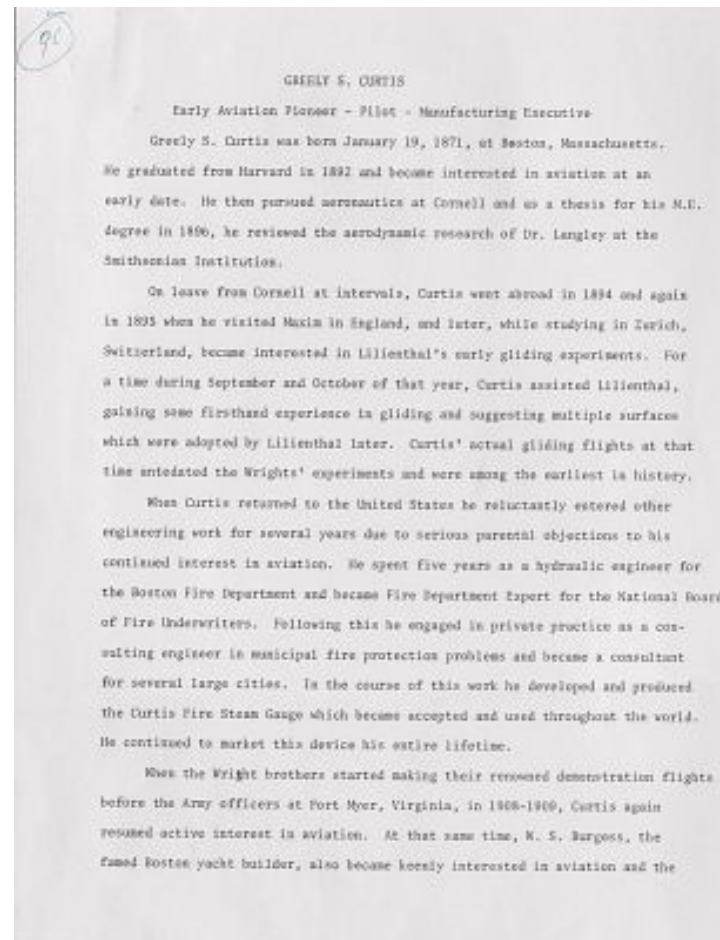 GREELY S. CURTIS
Early Aviation Pioneer - Pilot - Manufacturing Executive
Greely S. Curtis was born January 19, 1871, at Boston, Massachusetts.
He graduated from Harvard in 1892 and became interested in aviation at an
early date. He then pursued aeronautics at Cornell and as a thesis for his M.E.
degree in 1896, he reviewed the aerodynamic research of Dr. Langley at the
Smithsonian Institution.
On leave from Cornell at intervals, Curtis went abroad in 1894 and again
in 1895 when he visited Maxim in England, and later, while studying in Zurich,
Switzerland, became interested in Lilienthal's early gliding experiments. For
a time during September and October of that year, Curtis assisted Lilienthal,
gaining some firsthand experience in gliding and suggesting multiple surfaces
which were adopted by Lilienthal later. Curtis' actual gliding flights at that
time antedated the Wrights' experiments and were among the earliest in history.
When Curtis returned to the United States he reluctantly entered other
engineering work for several years due to serious parental objections to his
continued interest in aviation. He spent five years as a hydraulic engineer for
the Boston Fire Department and became Fire Department Expert for the National Board
of Fire Underwriters. Following this he engaged in private practice as a con-
sulting engineer in municipal fire protection problems and became a consultant
for several large cities. In the course of this work he developed and produced
the Curtis Fire Steam Gauge which became accepted and used throughout the world.
He continued to market this device his entire lifetime.
When the Wright brothers started making their renowned demonstration flights
before the Army officers at Fort Myer, Virginia, in 1908-1909, Curtis again
resumed active interest in aviation. At that same time, W. S. Burgess, the
famed Boston yacht builder, also became keenly interested in aviation and the